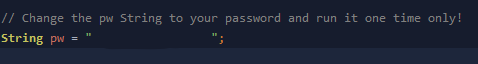 // Change the pw String to your password and run it one time only!
String pw = "                ";